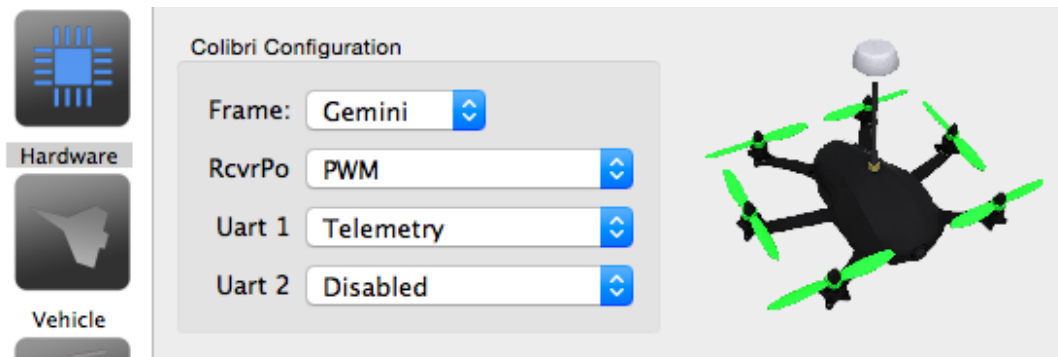 Hardware
Vehicle
Colibri Configuration
Frame: Gemini
RcvrPo PWM
Uart 1 Telemetry
Uart 2 Disabled